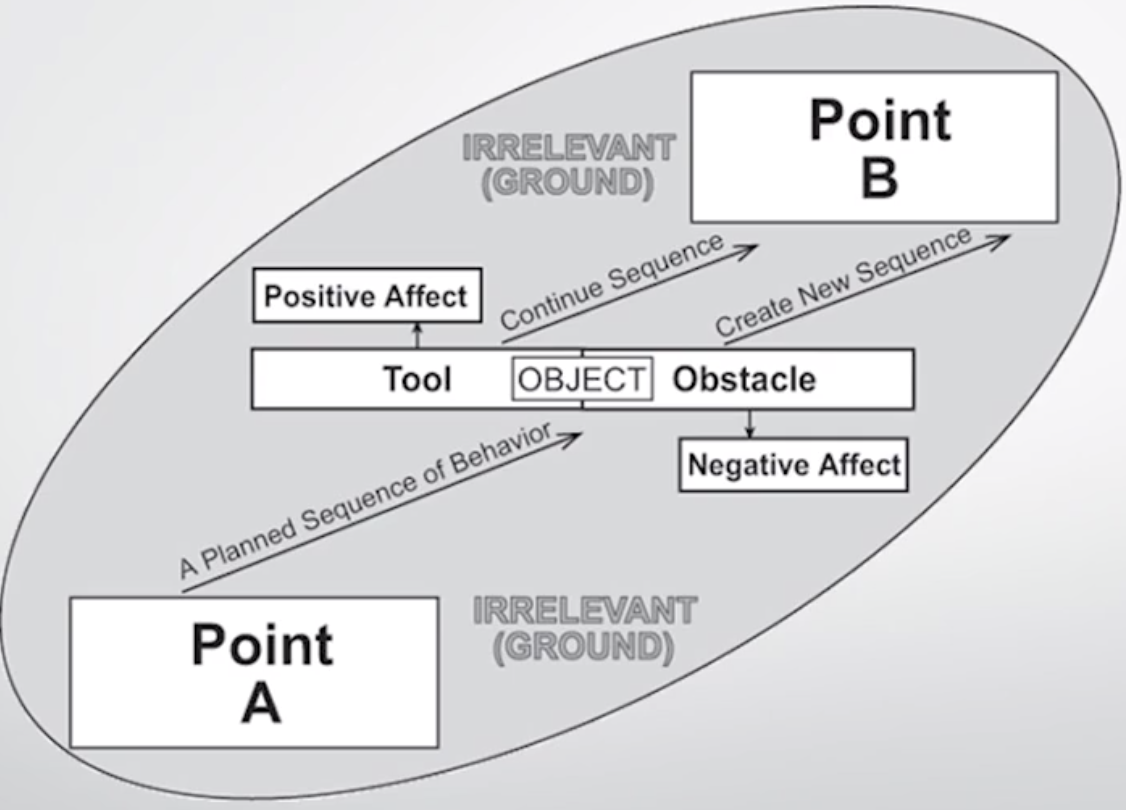 Point
B
IRRELEVANT
(GROUND)
Continue Sequence
Create New Sequence
Positive Affect
Tool
OBJECT
Obstacle
Negative Affect
A Planned Sequence of Behavior
Point
A
IRRELEVANT
(GROUND)